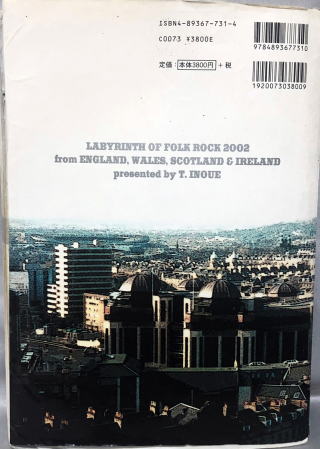 ISBN4-89367-731-4
C0073 ¥3800E
定価：本体3800円＋税
9784893677310
1920073038009
LABYRINTH OF FOLK ROCK 2002
from ENGLAND, WALES, SCOTLAND & IRELAND
presented by T. INOUE